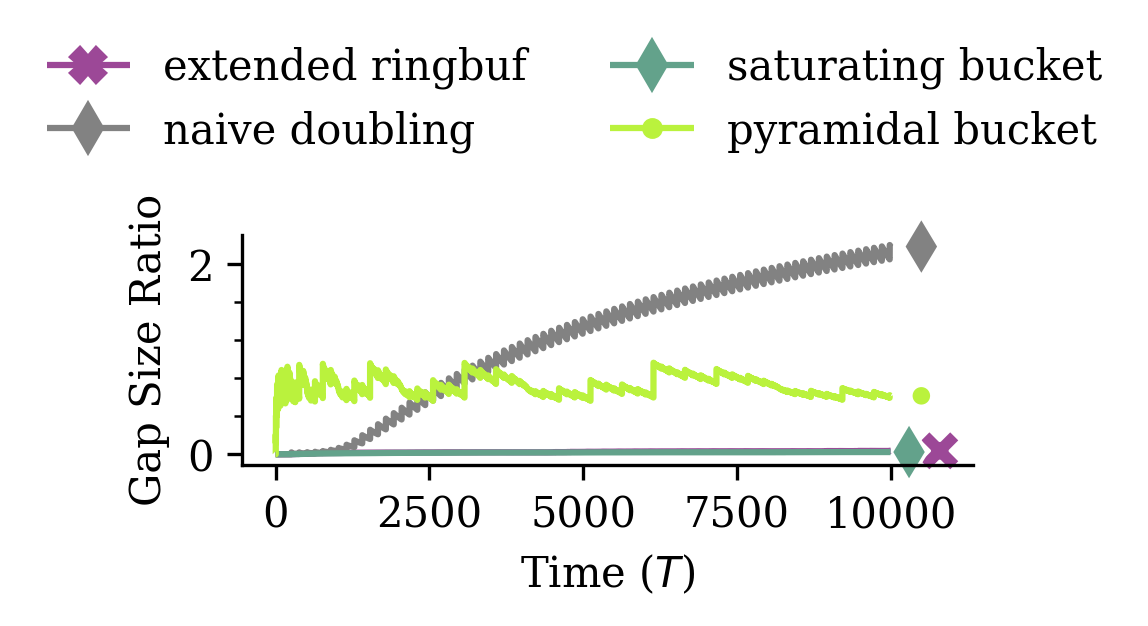 extended ringbuf
saturating bucket
naive doubling
pyramidal bucket
Gap Size Ratio
2
0
0 2500 5000 7500 10000
Time (T)